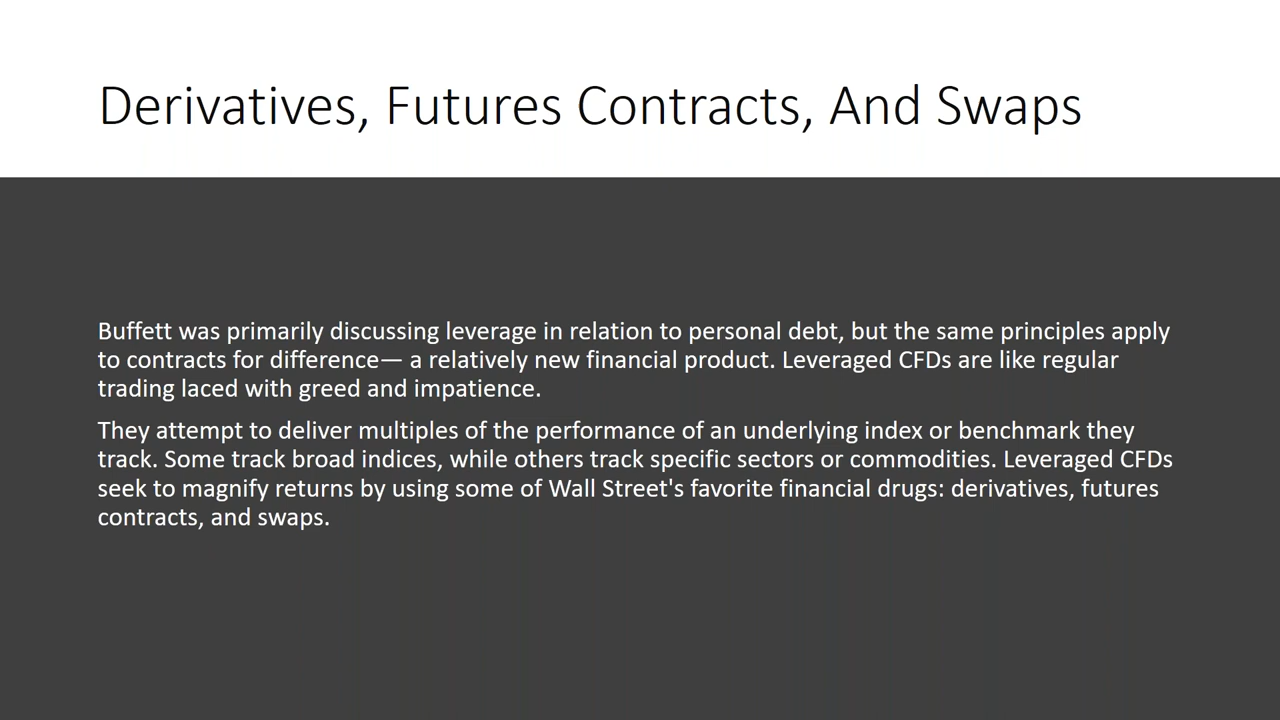 Derivatives, Futures Contracts, And Swaps
Buffett was primarily discussing leverage in relation to personal debt, but the same principles apply
to contracts for difference— a relatively new financial product. Leveraged CFDs are like regular
trading laced with greed and impatience.
They attempt to deliver multiples of the performance of an underlying index or benchmark they
track. Some track broad indices, while others track specific sectors or commodities. Leveraged CFDs
seek to magnify returns by using some of Wall Street's favorite financial drugs: derivatives, futures
contracts, and swaps.